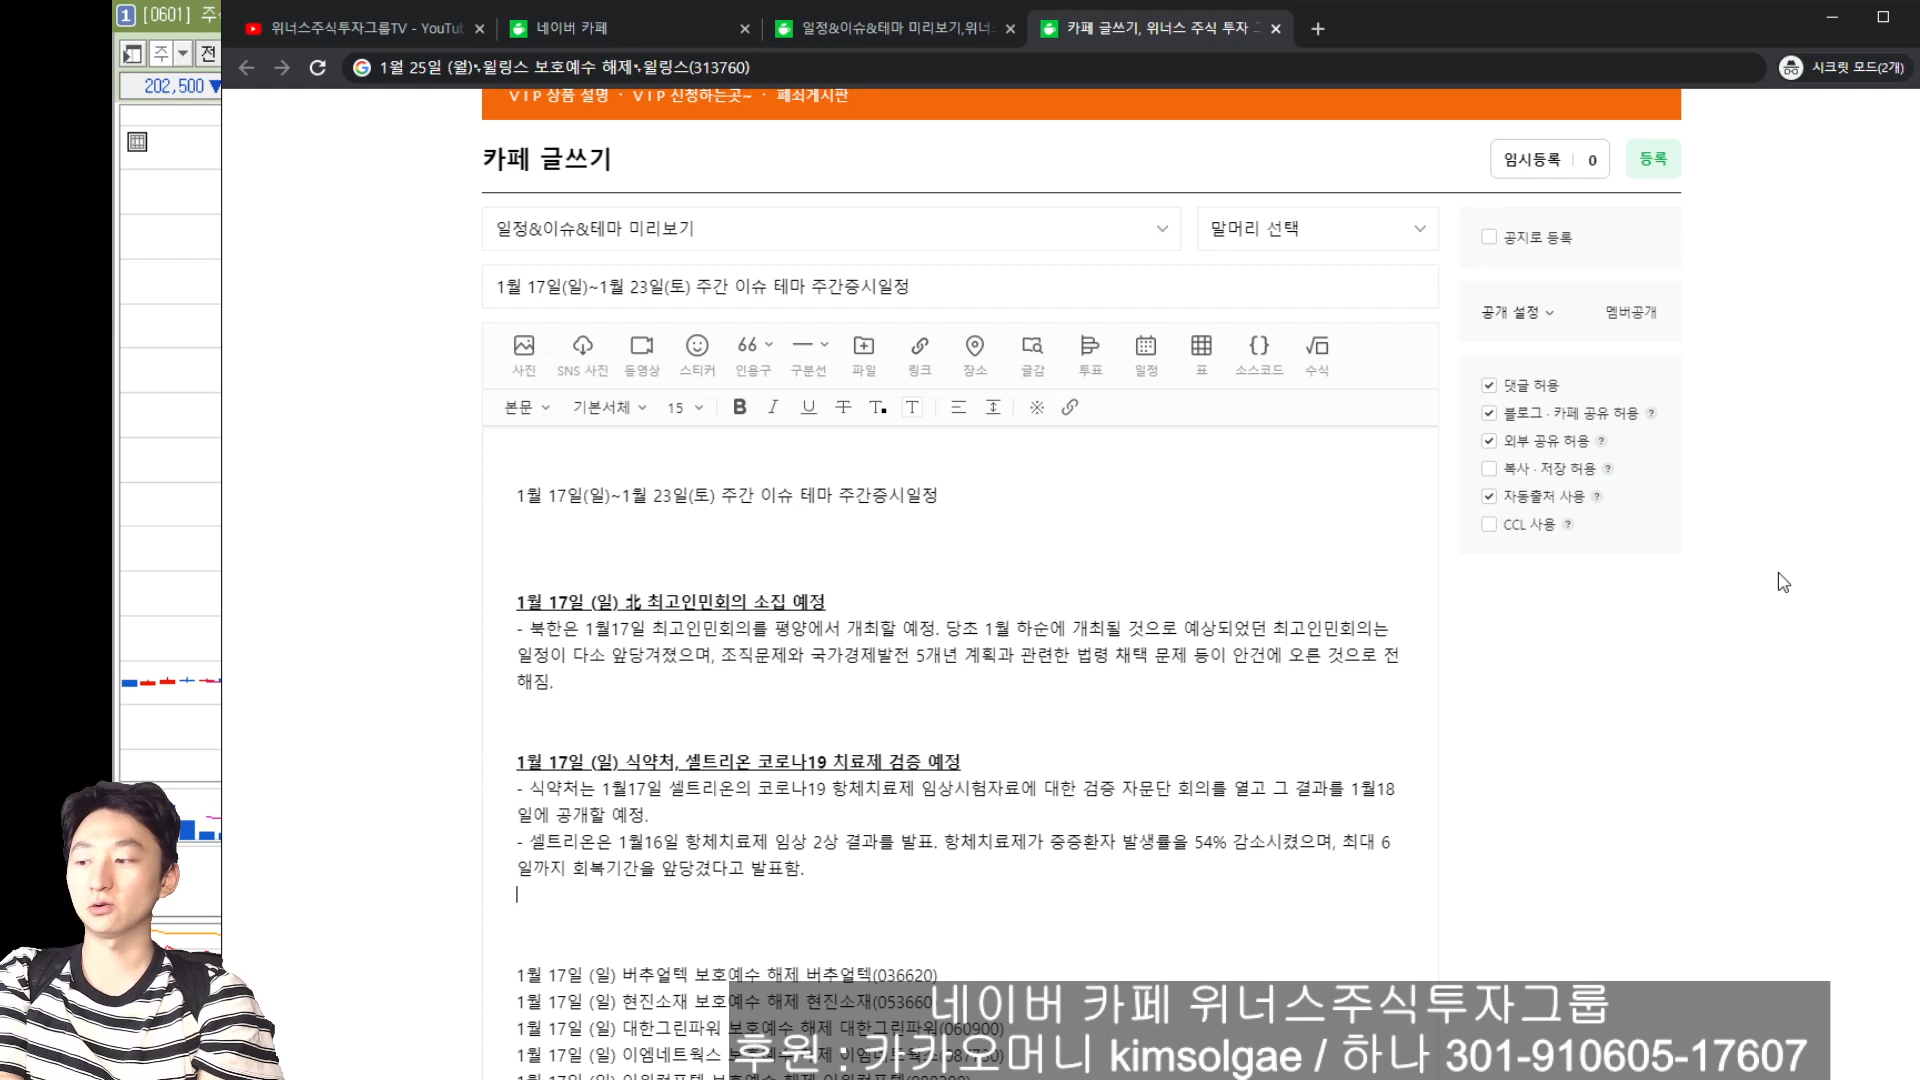 1 [0601] 주
위너스주식투자그룹TV - YouTub
네이버 카페
일정&이슈&테마 미리보기,위너
카페 글쓰기, 위너스 주식 투자
주
전
1월 25일 (월)
윌링스 보호예수 해제
윌링스(313760)
시크릿 모드(2개)
202,500 ▼
VIP 상품 설명 · VIP 신청하는곳~ · 폐쇠게시판
카페 글쓰기
임시등록 | 0
등록
일정&이슈&테마 미리보기
말머리 선택
공지로 등록
1월 17일(일)~1월 23일(토) 주간 이슈 테마 주간증시일정
공개 설정
멤버공개
사진 SNS 사진 동영상 스티커 인용구 구분선 파일 링크 장소 글감 투표 일정 표 소스코드 수식
본문 기본서체 15 B I U T T. T
댓글 허용
블로그 · 카페 공유 허용 ?
외부 공유 허용 ?
복사 · 저장 허용 ?
자동출처 사용 ?
CCL 사용 ?
1월 17일(일)~1월 23일(토) 주간 이슈 테마 주간증시일정
1월 17일 (일) 北 최고인민회의 소집 예정
- 북한은 1월17일 최고인민회의를 평양에서 개최할 예정. 당초 1월 하순에 개최될 것으로 예상되었던 최고인민회의는
일정이 다소 앞당겨졌으며, 조직문제와 국가경제발전 5개년 계획과 관련한 법령 채택 문제 등이 안건에 오른 것으로 전
해짐.
1월 17일 (일) 식약처, 셀트리온 코로나19 치료제 검증 예정
- 식약처는 1월17일 셀트리온의 코로나19 항체치료제 임상시험자료에 대한 검증 자문단 회의를 열고 그 결과를 1월18
일에 공개할 예정.
- 셀트리온은 1월16일 항체치료제 임상 2상 결과를 발표. 항체치료제가 중증환자 발생률을 54% 감소시켰으며, 최대 6
일까지 회복기간을 앞당겼다고 발표함.
1월 17일 (일) 버추얼텍 보호예수 해제 버추얼텍(036620)
1월 17일 (일) 현진소재 보호예수 해제 현진소재(053660
1월 17일 (일) 대한그린파워 보호예수 해제 대한그린파워(060900)
1월 17일 (일) 이엠네트웍스
네이버 카페 위너스주식투자그룹
후원 : 카카오머니 kimsolgae / 하나 301-910605-17607